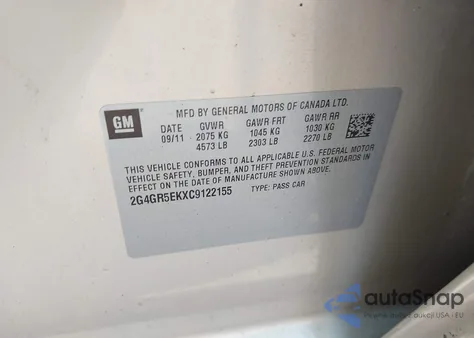 MFD BY GENERAL MOTORS OF CANADA LTD.
GM
DATE GVWR GAWR FRT GAWR RR
09/11 2075 KG 1045 KG 1030 KG
4573 LB 2303 LB 2270 LB
THIS VEHICLE CONFORMS TO ALL APPLICABLE U.S. FEDERAL MOTOR
VEHICLE SAFETY, BUMPER, AND THEFT PREVENTION STANDARDS IN
EFFECT ON THE DATE OF MANUFACTURE SHOWN ABOVE.
2G4GR5EKXC9122155 TYPE: PASS CAR
autoSnap
aukcji USA - EU